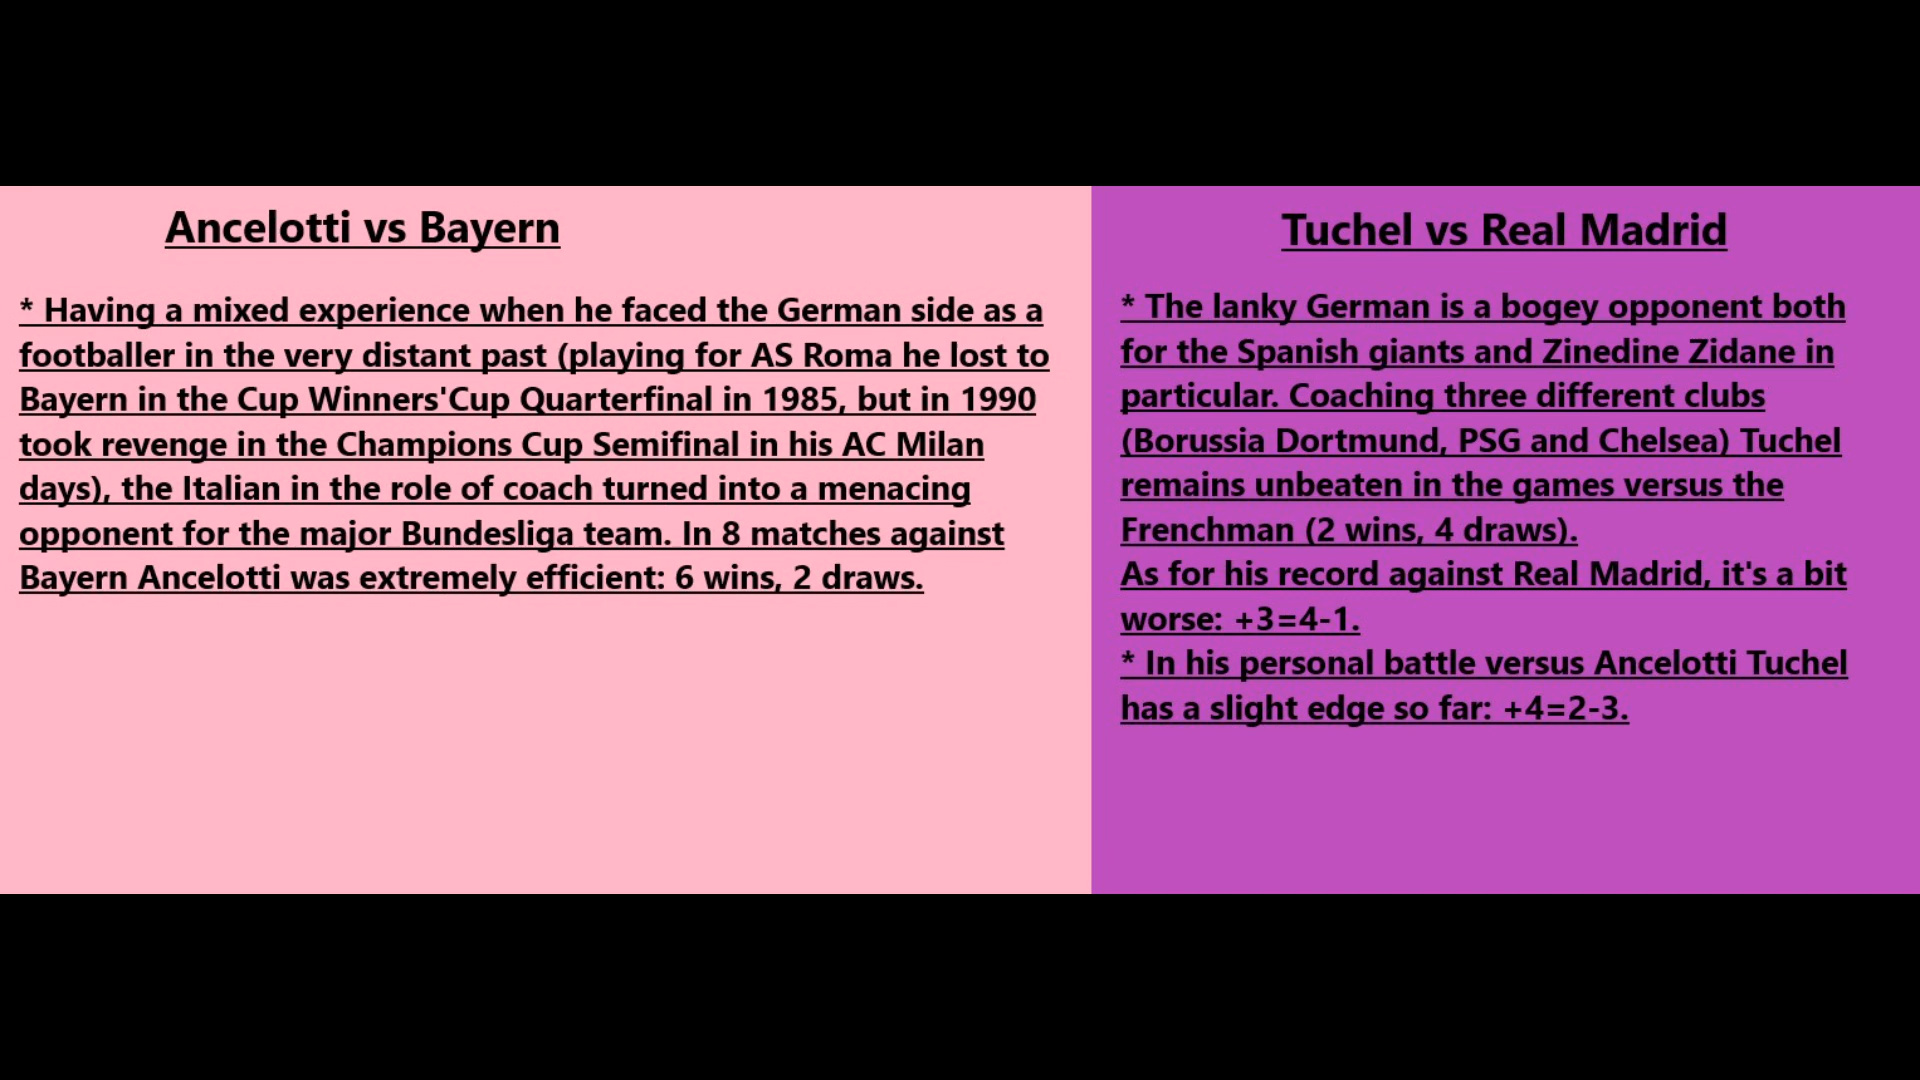 Ancelotti vs Bayern
* Having a mixed experience when he faced the German side as a
footballer in the very distant past (playing for AS Roma he lost to
Bayern in the Cup Winners'Cup Quarterfinal in 1985, but in 1990
took revenge in the Champions Cup Semifinal in his AC Milan
days), the Italian in the role of coach turned into a menacing
opponent for the major Bundesliga team. In 8 matches against
Bayern Ancelotti was extremely efficient: 6 wins, 2 draws.
Tuchel vs Real Madrid
* The lanky German is a bogey opponent both
for the Spanish giants and Zinedine Zidane in
particular. Coaching three different clubs
(Borussia Dortmund, PSG and Chelsea) Tuchel
remains unbeaten in the games versus the
Frenchman (2 wins, 4 draws).
As for his record against Real Madrid, it's a bit
worse: +3=4-1.
* In his personal battle versus Ancelotti Tuchel
has a slight edge so far: +4=2-3.